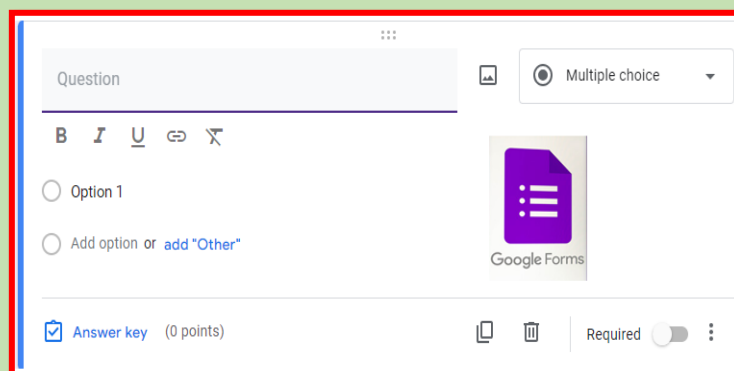 Question
Multiple choice
B I U
Option 1
Add option or add "Other"
Google Forms
Answer key (0 points)
Required